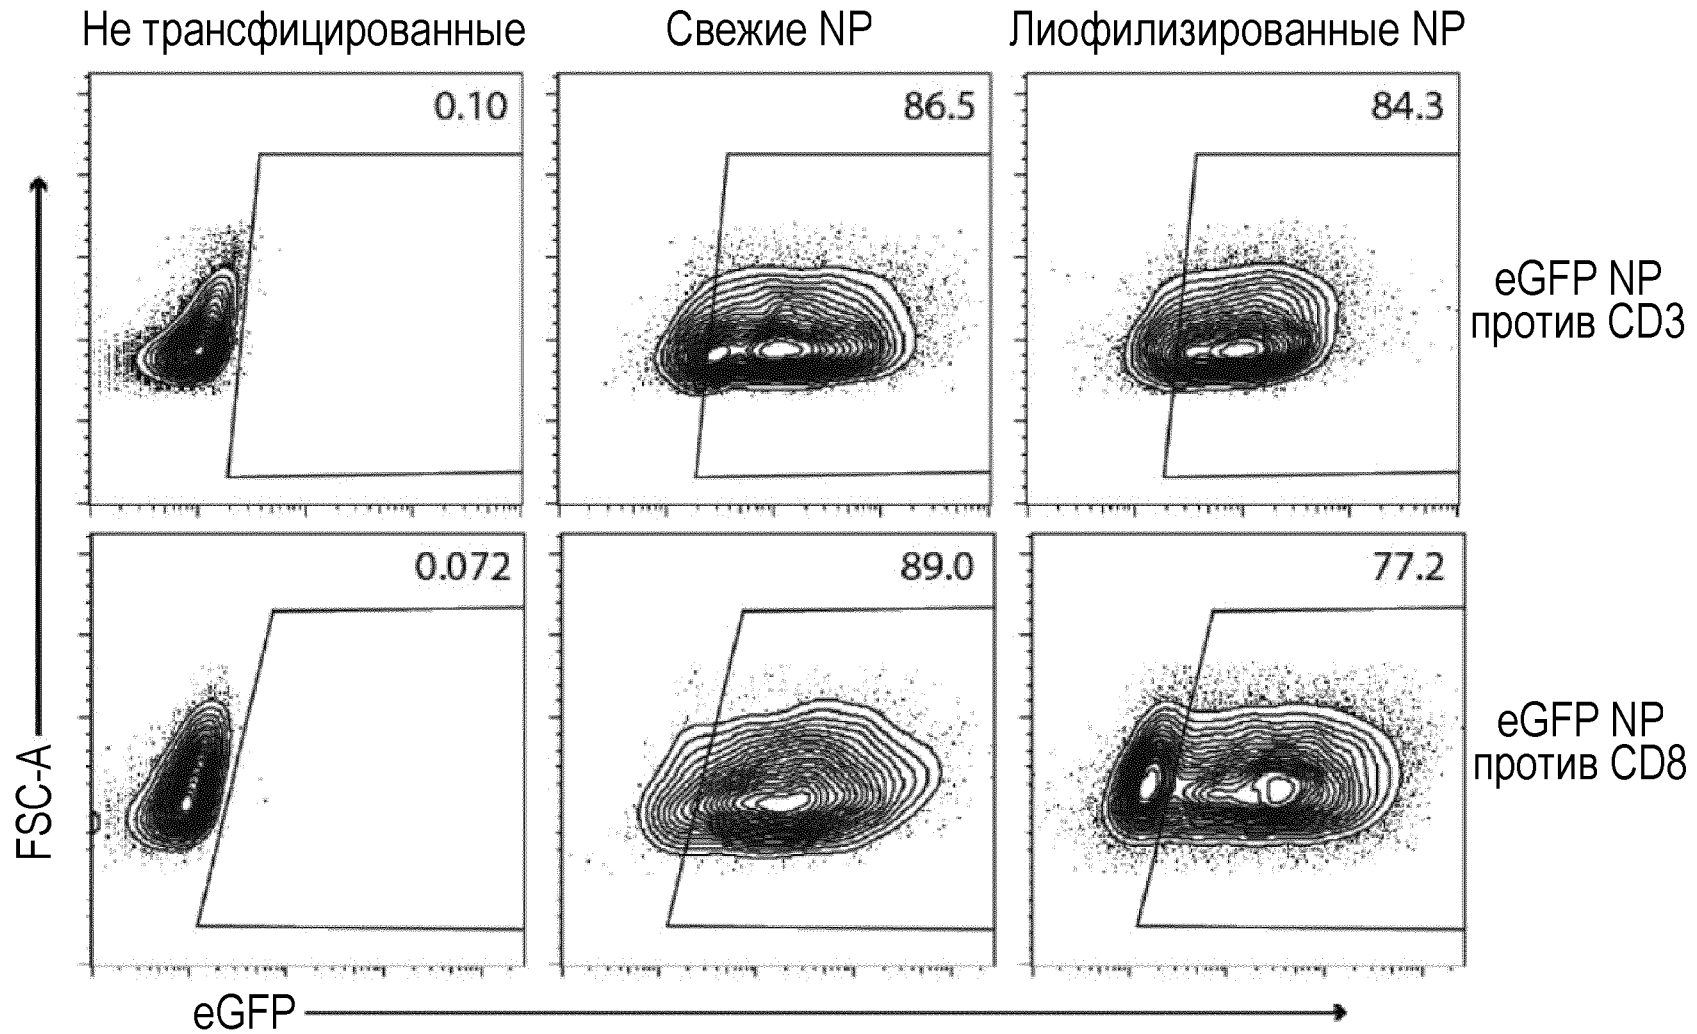 Не трансфицированные
Свежие NP
Лиофилизированные NP
0.10
86.5
84.3
eGFP NP
против CD3
0.072
89.0
77.2
eGFP NP
против CD8
FSC-A
eGFP